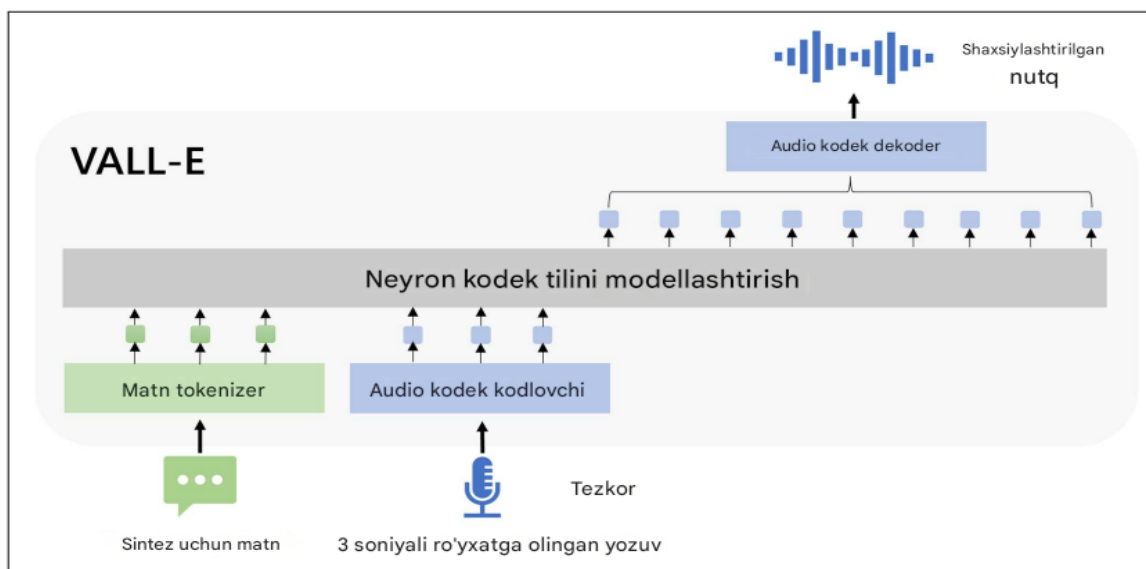 Shaxsiylashtirilgan
nutq
Audio kodek dekoder
VALL-E
Neyron kodek tilini modellashtirish
Matn tokenizer
Audio kodek kodlovchi
Tezkor
Sintez uchun matn
3 soniyali ro'yxatga olingan yozuv